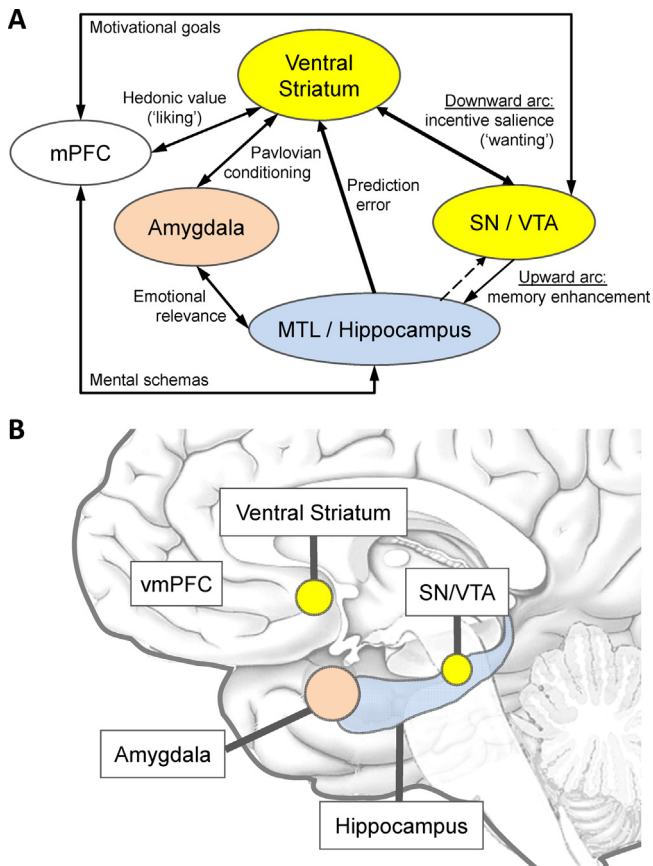 A
Motivational goals
Ventral
Striatum
Hedonic value
(‘liking’)
Downward arc:
incentive salience
(‘wanting’)
mPFC
Pavlovian
conditioning
Prediction
error
Amygdala
SN / VTA
Emotional
relevance
Upward arc:
memory enhancement
MTL / Hippocampus
Mental schemas
B
Ventral Striatum
vmPFC
SN/VTA
Amygdala
Hippocampus